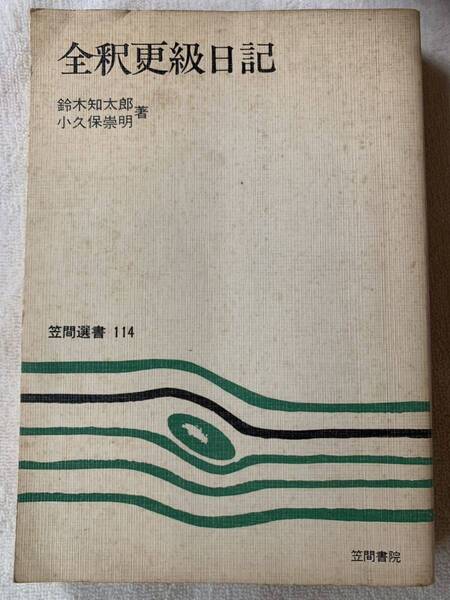 全釈更級日記
鈴木知太郎
小久保崇明
著
笠間選書 114
笠間書院